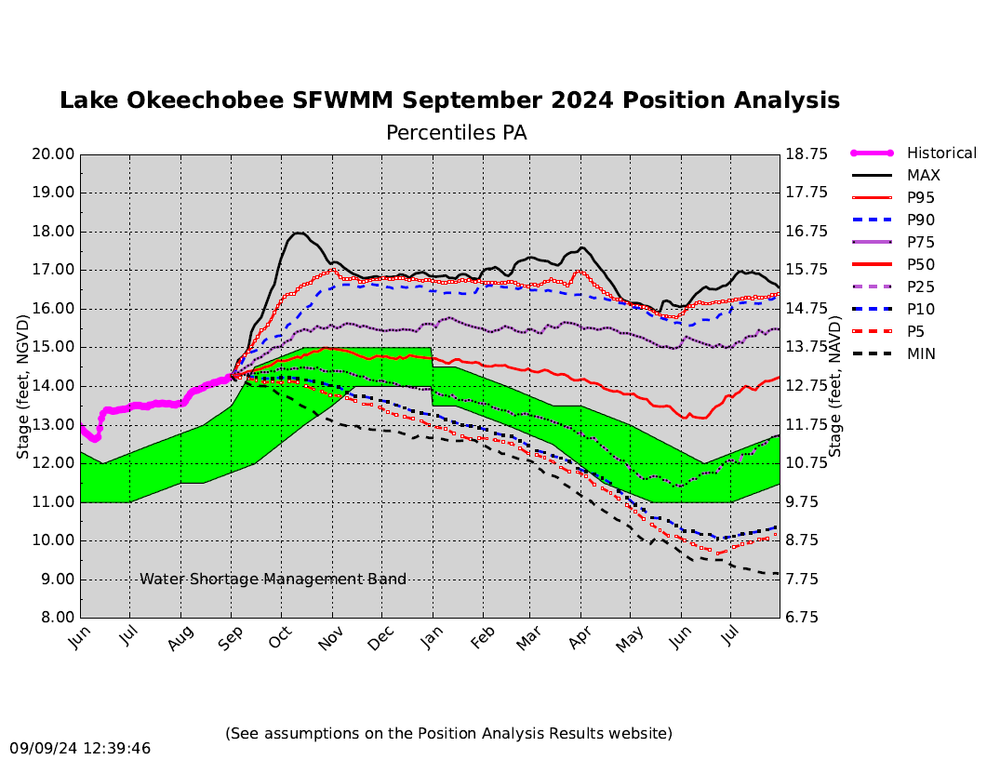 Lake Okeechobee SFWMM September 2024 Position Analysis
Percentiles PA
20.00
19.00
18.00
17.00
16.00
15.00
14.00
13.00
12.00
11.00
10.00
9.00
8.00
Stage (feet, NGVD)
18.75
17.75
16.75
15.75
14.75
13.75
12.75
11.75
10.75
9.75
8.75
7.75
6.75
Stage (feet, NAVD)
Historical
MAX
P95
P90
P75
P50
P25
P10
P5
MIN
Water Shortage Management Band
Jun Jul Aug Sep Oct Nov Dec Jan Feb Mar Apr May Jun Jul
(See assumptions on the Position Analysis Results website)
09/09/24 12:39:46